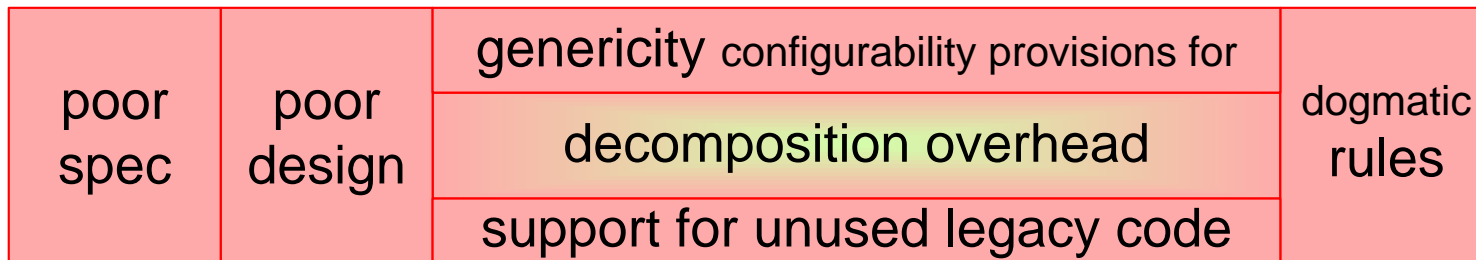 poor
spec
poor
design
genericity configurability provisions for
decomposition overhead
support for unused legacy code
dogmatic
rules